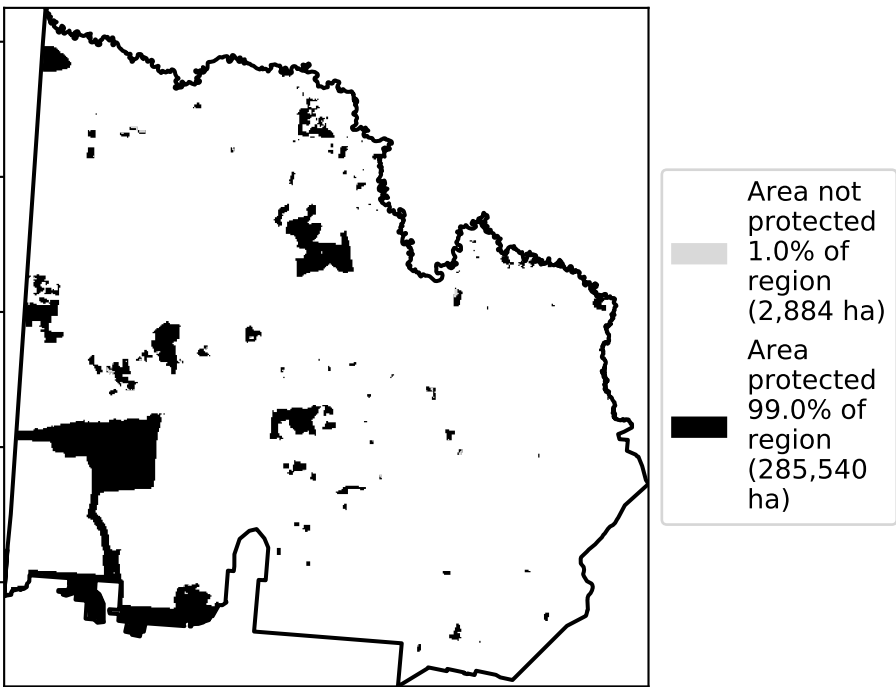 Area not
protected
1.0% of
region
(2,884 ha)
Area
protected
99.0% of
region
(285,540
ha)